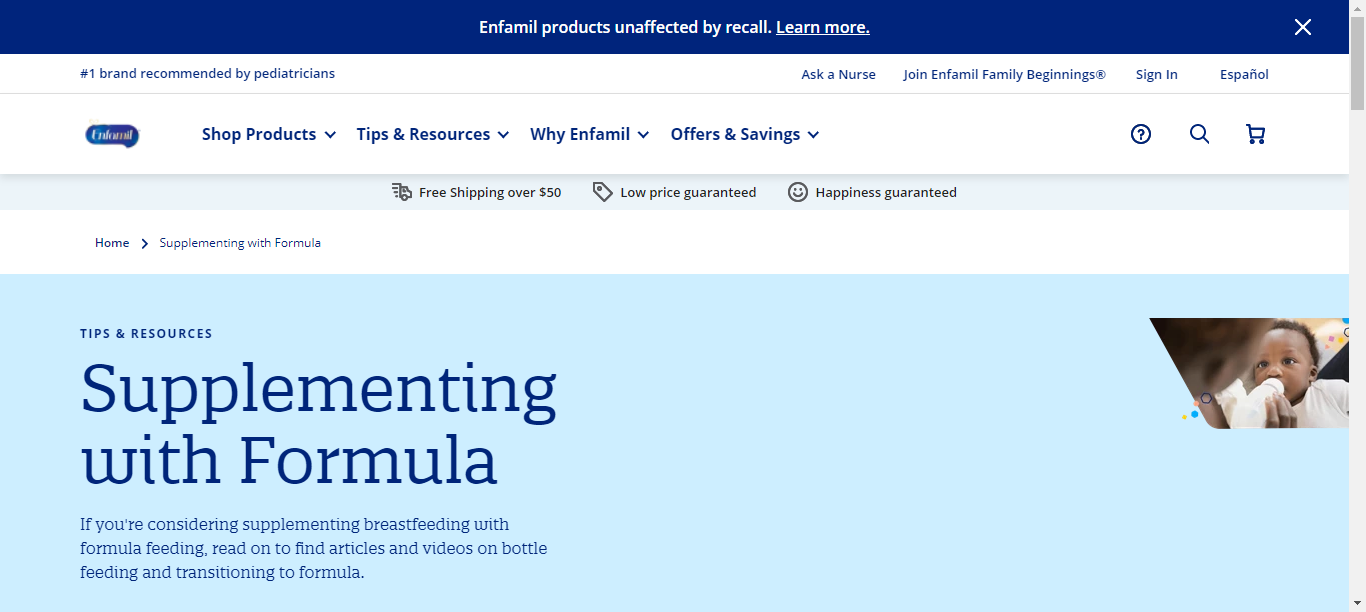 Enfamil products unaffected by recall. Learn more.
#1 brand recommended by pediatricians
Ask a Nurse
Join Enfamil Family Beginnings®
Sign In
Español
Enfamil
Shop Products
Tips & Resources
Why Enfamil
Offers & Savings
Free Shipping over $50
Low price guaranteed
Happiness guaranteed
Home
Supplementing with Formula
TIPS & RESOURCES
Supplementing
with Formula
If you're considering supplementing breastfeeding with
formula feeding, read on to find articles and videos on bottle
feeding and transitioning to formula.